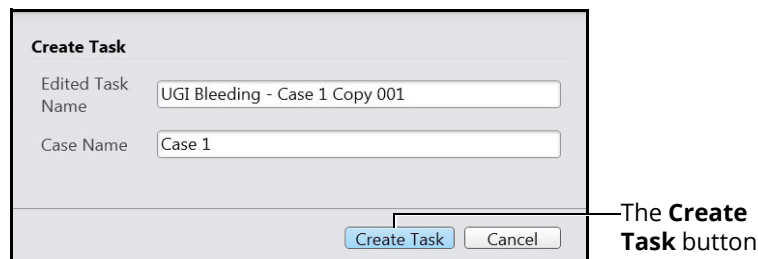 Create Task
Edited Task
Name
UGI Bleeding - Case 1 Copy 001
Case Name
Case 1
Create Task
Cancel
The Create
Task button